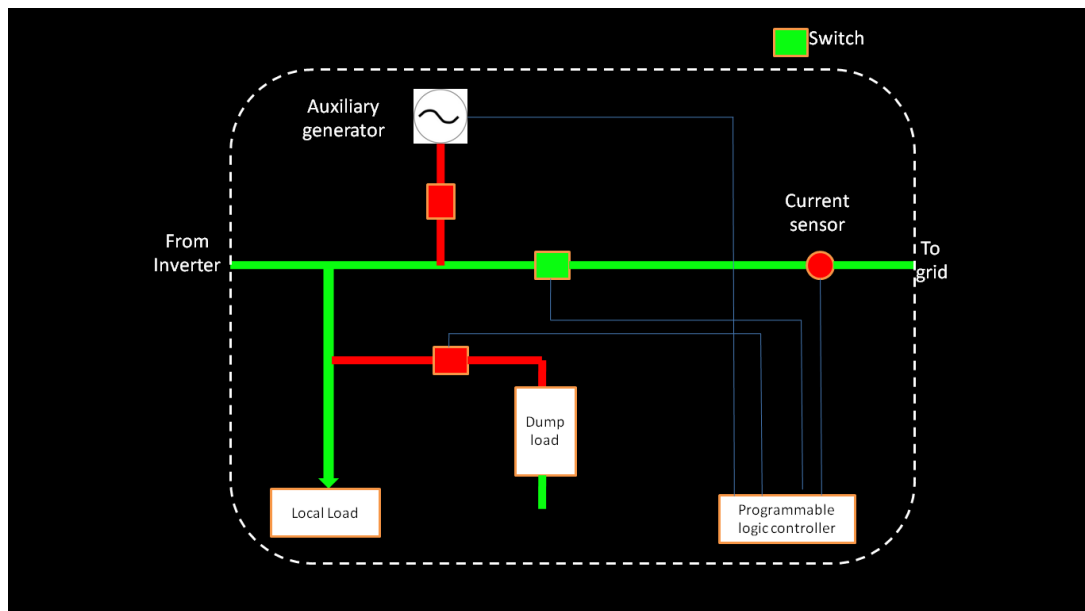 Switch
Auxiliary
generator
Current
sensor
From
Inverter
To
grid
Dump
load
Local Load
Programmable
logic controller